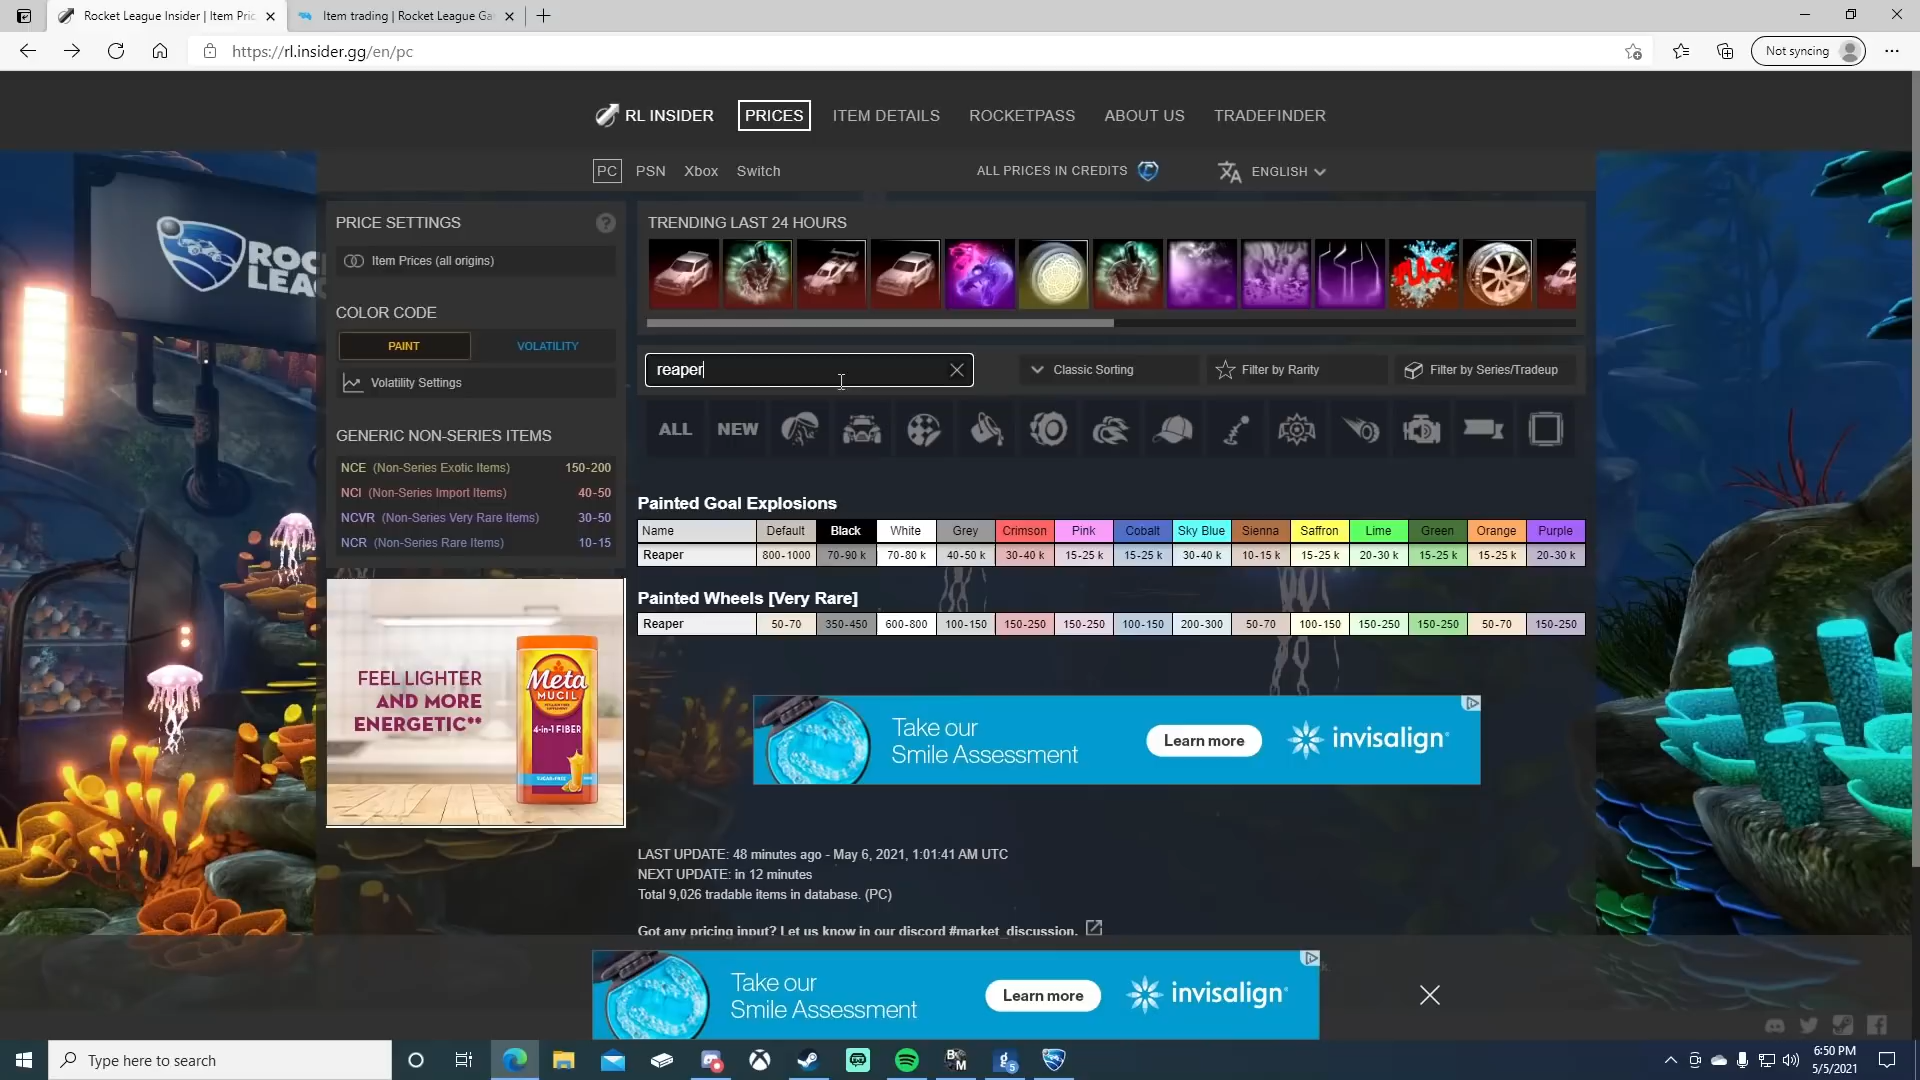 Rocket League Insider | Item Pric
Item trading | Rocket League Ga
https://rl.insider.gg/en/pc
Not syncing
RL INSIDER
PRICES
ITEM DETAILS
ROCKETPASS
ABOUT US
TRADEFINDER
PC PSN Xbox Switch
ALL PRICES IN CREDITS
ENGLISH
PRICE SETTINGS
?
Item Prices (all origins)
COLOR CODE
PAINT VOLATILITY
Volatility Settings
GENERIC NON-SERIES ITEMS
NCE (Non-Series Exotic Items) 150-200
NCI (Non-Series Import Items) 40-50
NCVR (Non-Series Very Rare Items) 30-50
NCR (Non-Series Rare Items) 10-15
TRENDING LAST 24 HOURS
reaper
Classic Sorting
Filter by Rarity
Filter by Series/Tradeup
ALL NEW
Painted Goal Explosions
Name Default Black White Grey Crimson Pink Cobalt Sky Blue Sienna Saffron Lime Green Orange Purple
Reaper 800-1000 70-90 k 70-80 k 40-50 k 30-40 k 15-25 k 15-25 k 30-40 k 10-15 k 15-25 k 20-30 k 15-25 k 15-25 k 20-30 k
Painted Wheels [Very Rare]
Reaper 50-70 350-450 600-800 100-150 150-250 150-250 100-150 200-300 50-70 100-150 150-250 150-250 50-70 150-250
FEEL LIGHTER
AND MORE
ENERGETIC**
Meta
MUCIL
4-in-1 FIBER
SUGAR-FREE
Take our
Smile Assessment
Learn more
invisalign
LAST UPDATE: 48 minutes ago - May 6, 2021, 1:01:41 AM UTC
NEXT UPDATE: in 12 minutes
Total 9,026 tradable items in database. (PC)
Got any pricing input? Let us know in our discord #market_discussion.
Take our
Smile Assessment
Learn more
invisalign
Type here to search
6:50 PM
5/5/2021